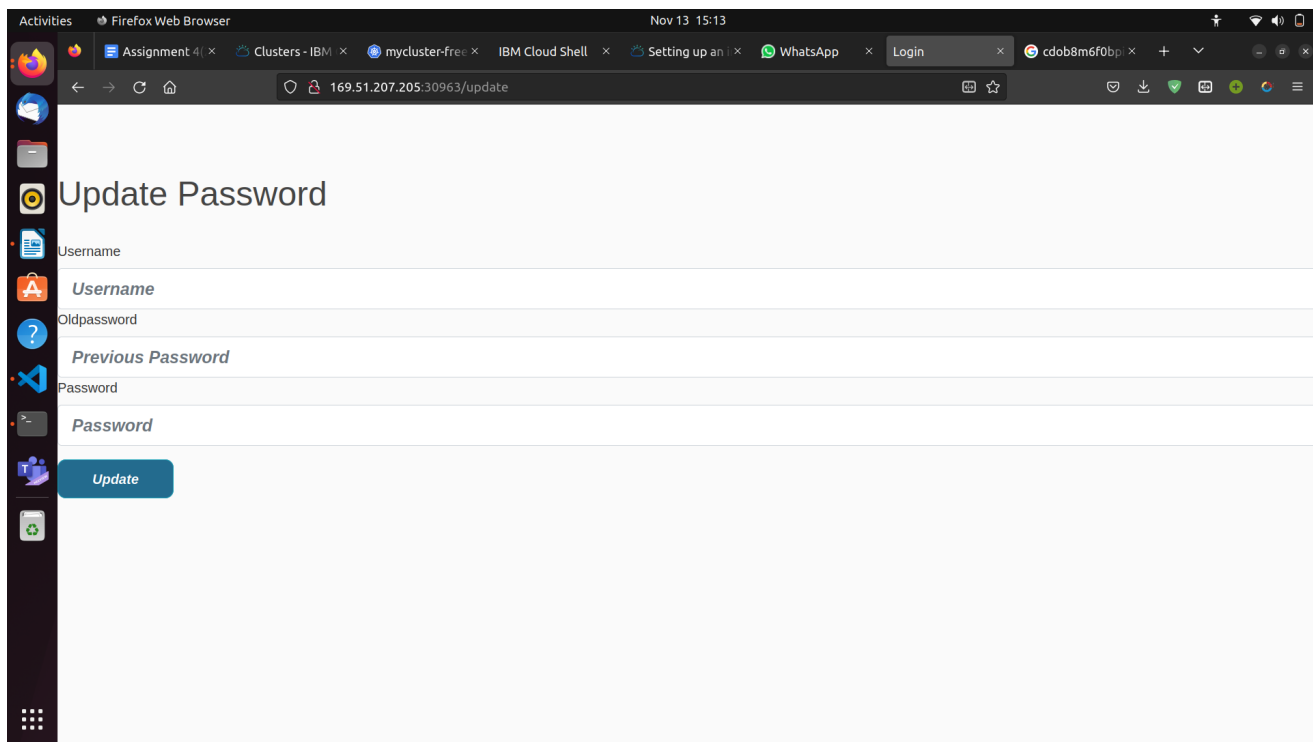 Activities Firefox Web Browser Nov 13 15:13
Assignment 4( Clusters - IBM mycluster-free IBM Cloud Shell Setting up an WhatsApp Login cdob8m6f0bpi
169.51.207.205:30963/update
Update Password
Username
Username
Oldpassword
Previous Password
Password
Password
Update